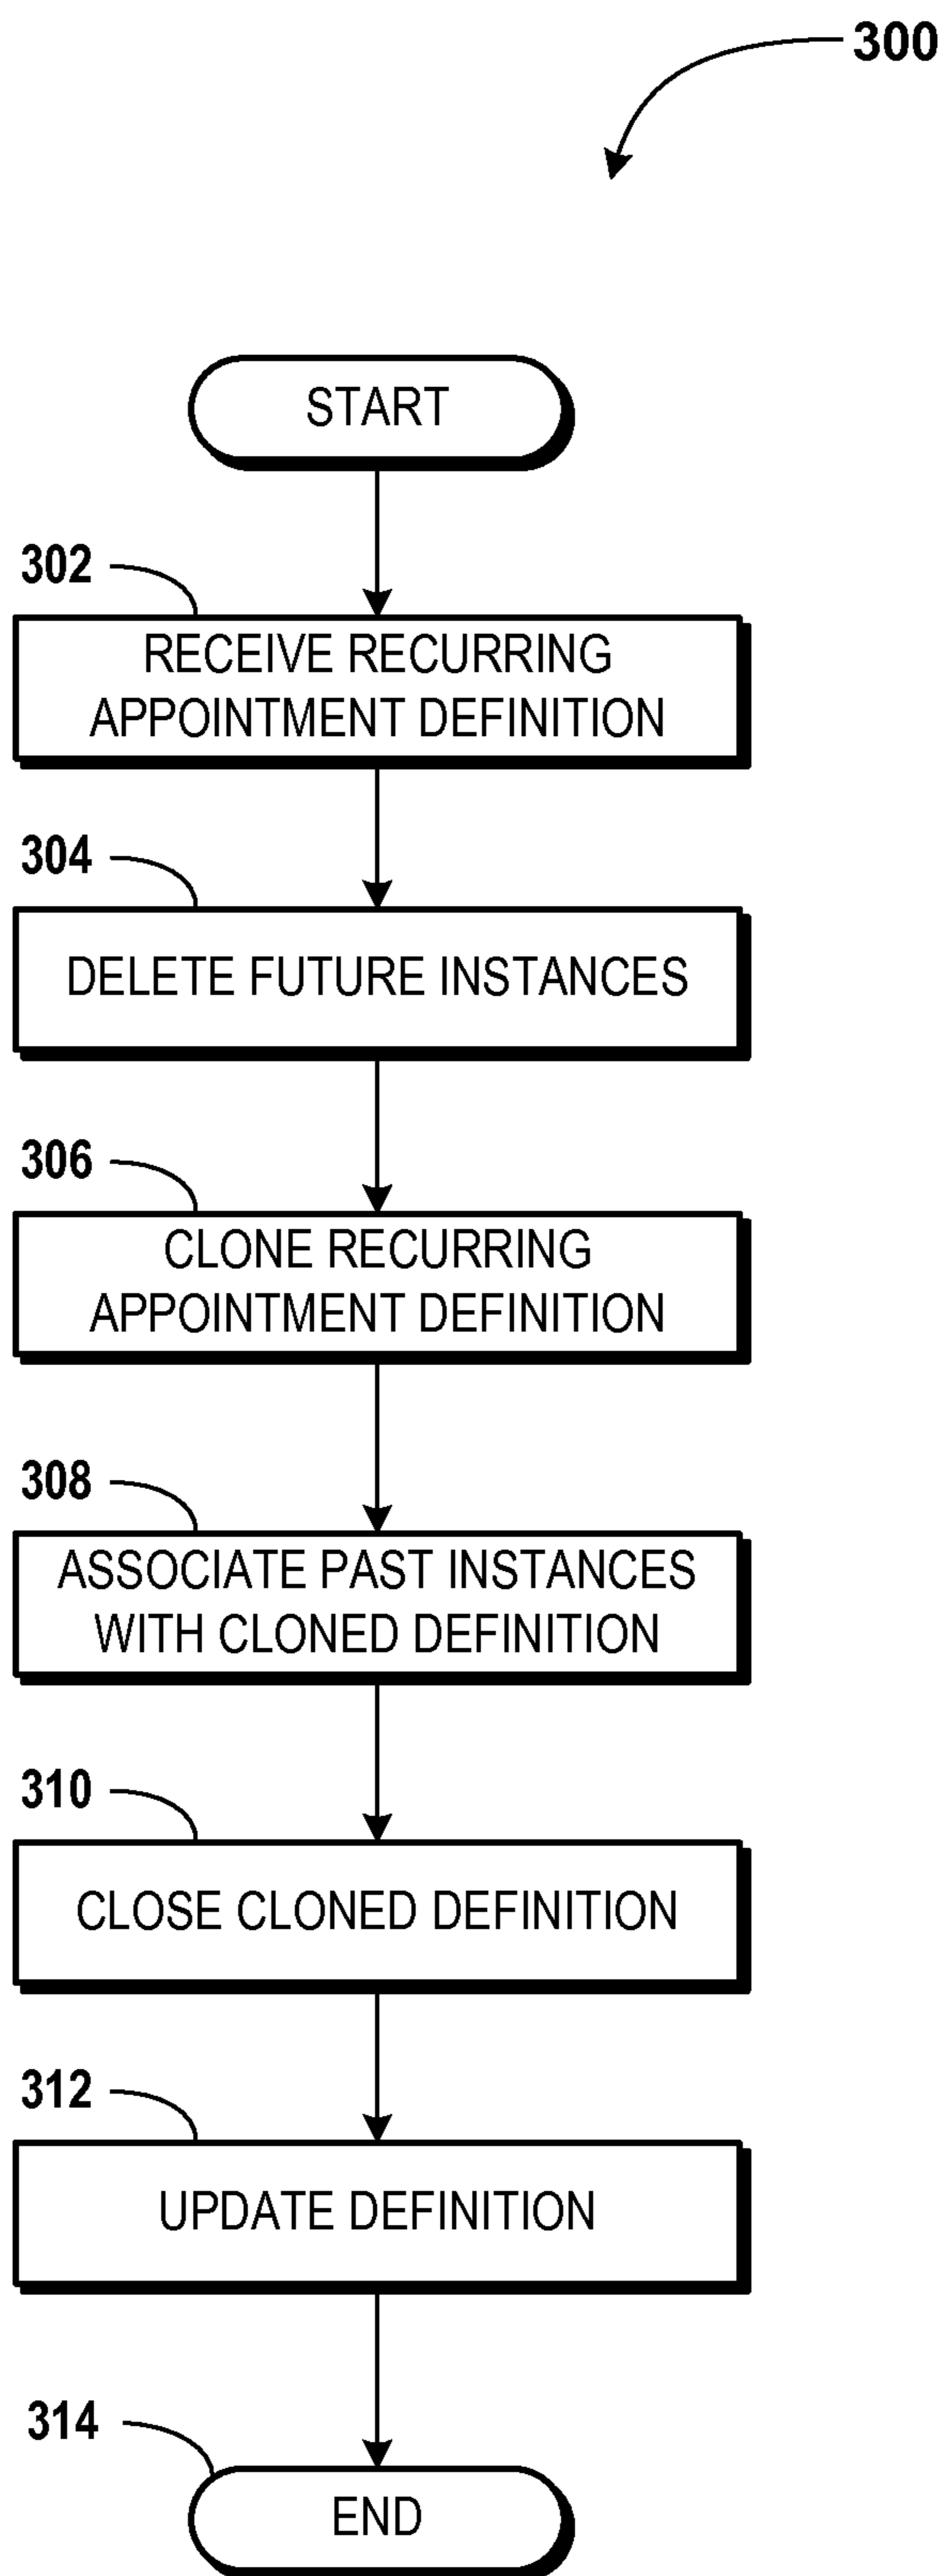 300
START
302
RECEIVE RECURRING
APPOINTMENT DEFINITION
304
DELETE FUTURE INSTANCES
306
CLONE RECURRING
APPOINTMENT DEFINITION
308
ASSOCIATE PAST INSTANCES
WITH CLONED DEFINITION
310
CLOSE CLONED DEFINITION
312
UPDATE DEFINITION
314
END